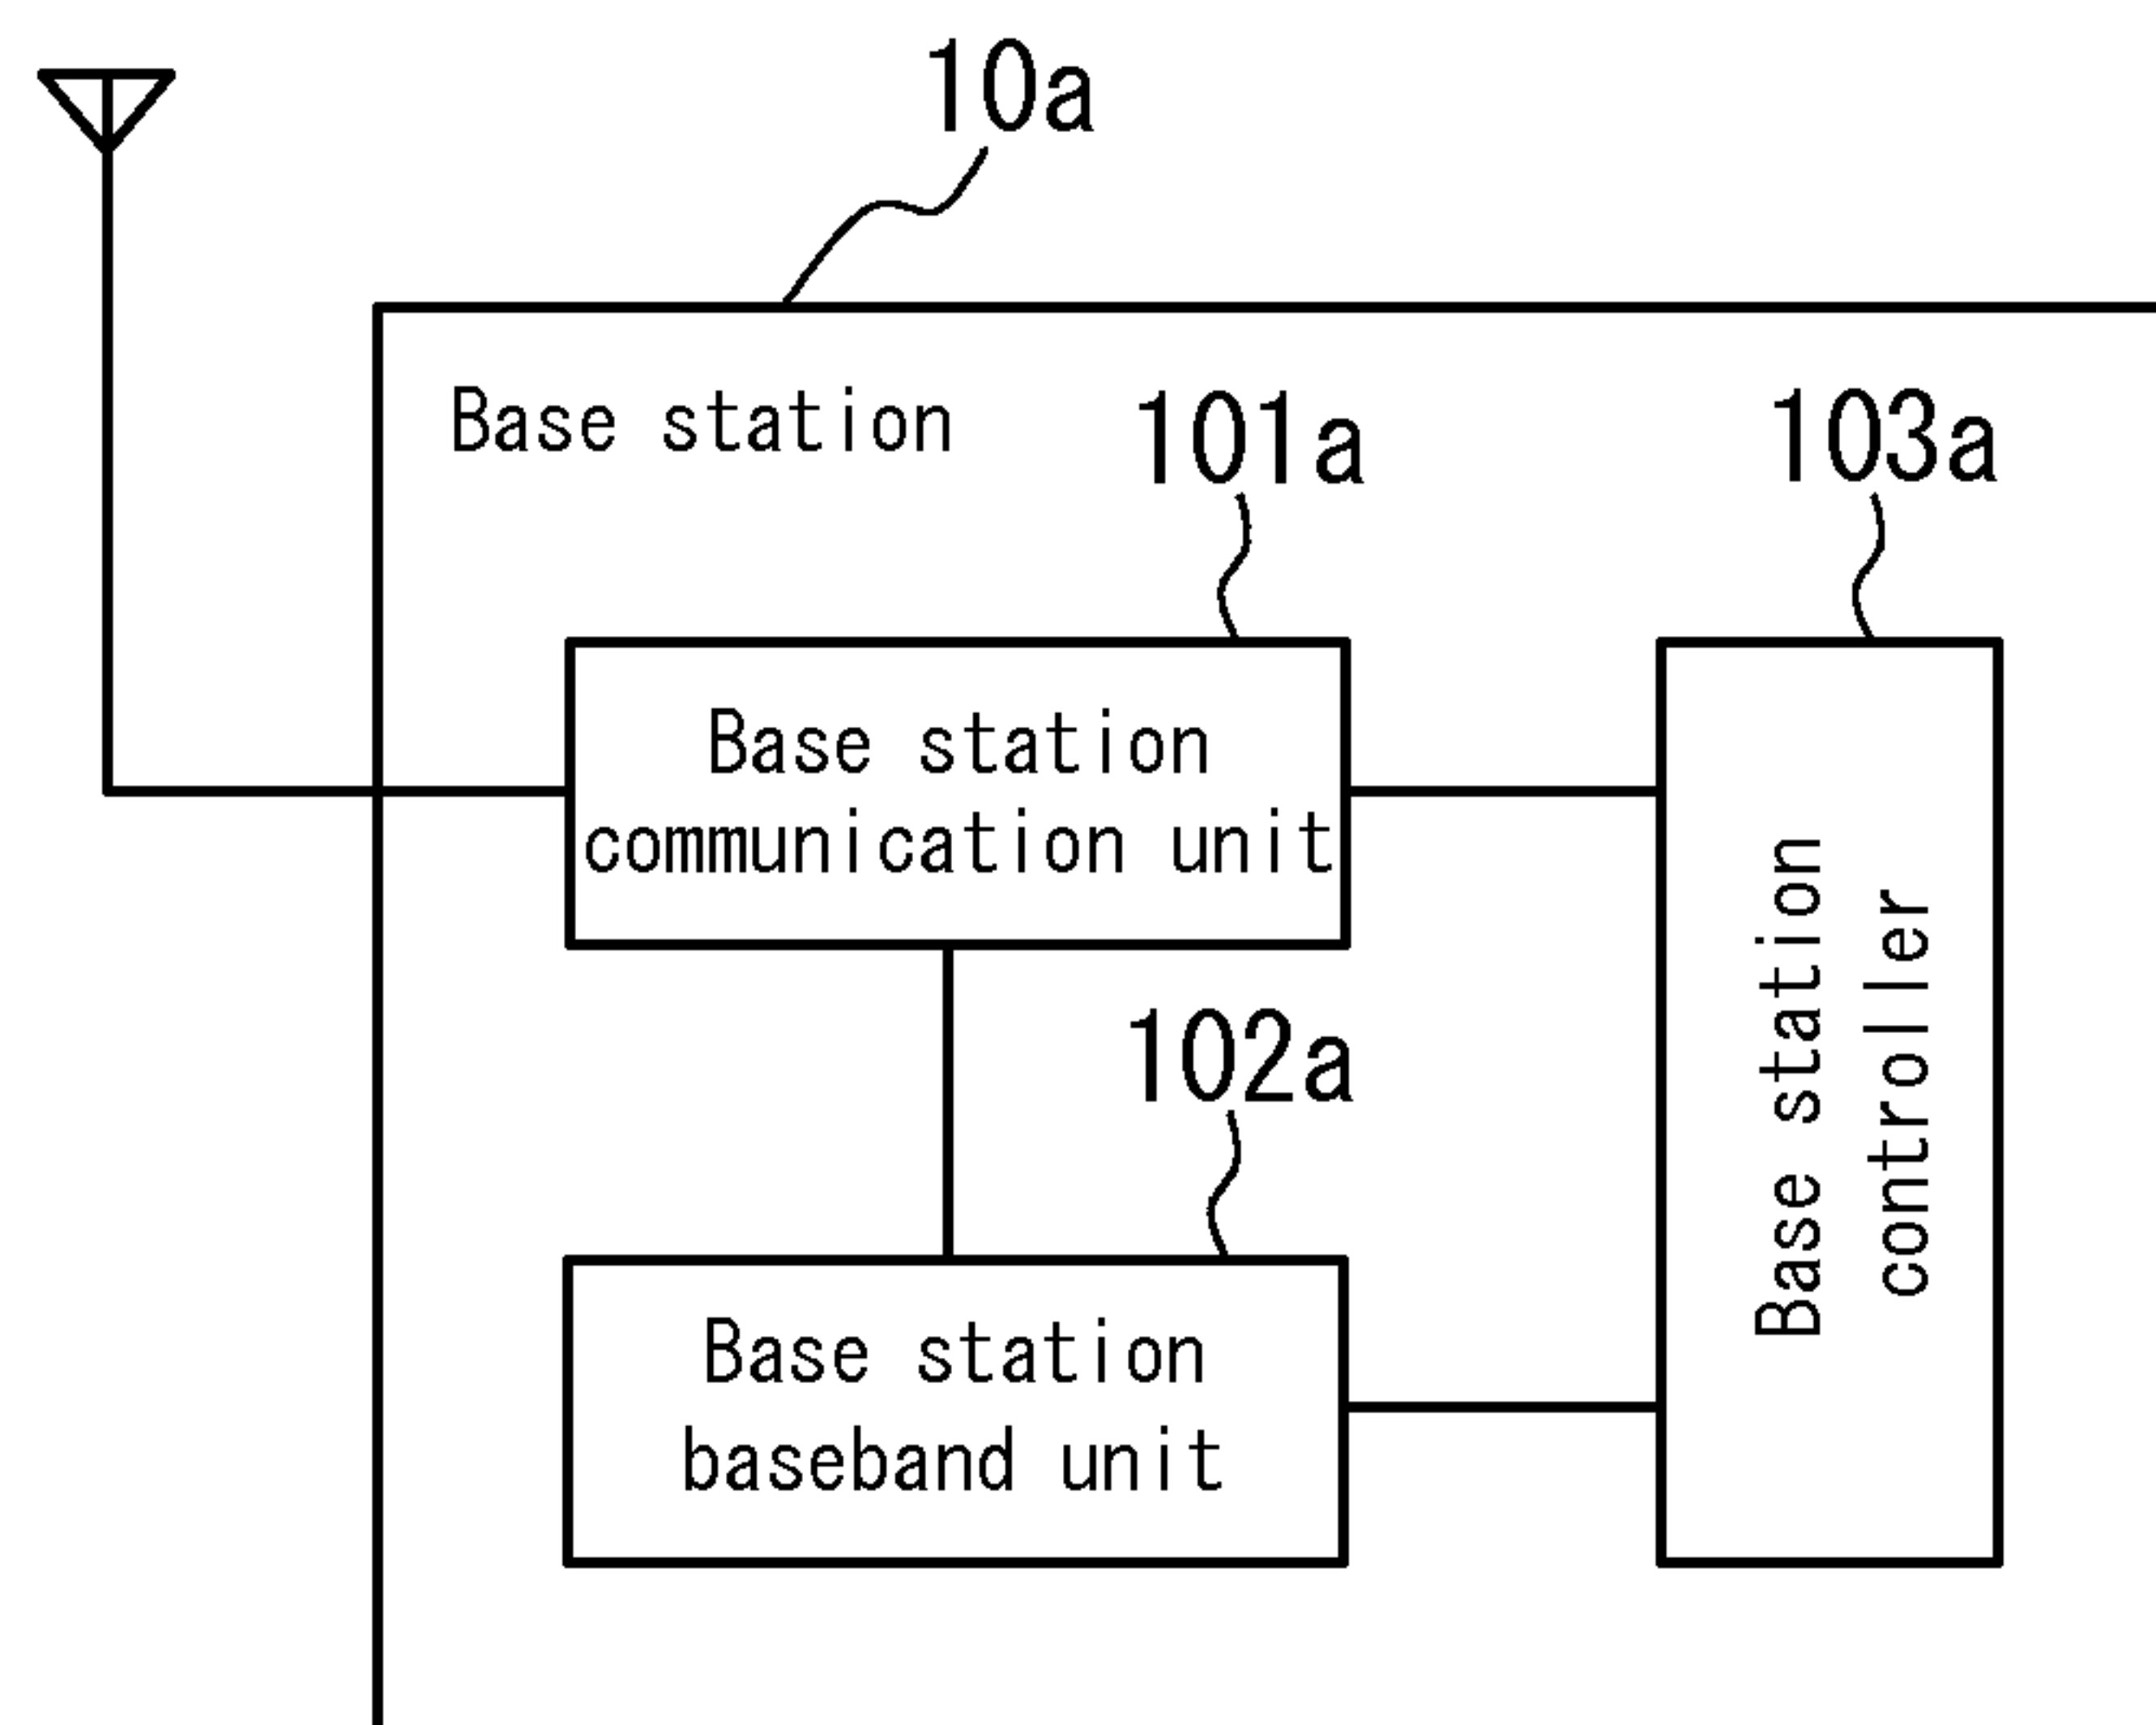 10a
Base station
101a
103a
Base station
communication unit
102a
Base station
baseband unit
Base station
controller